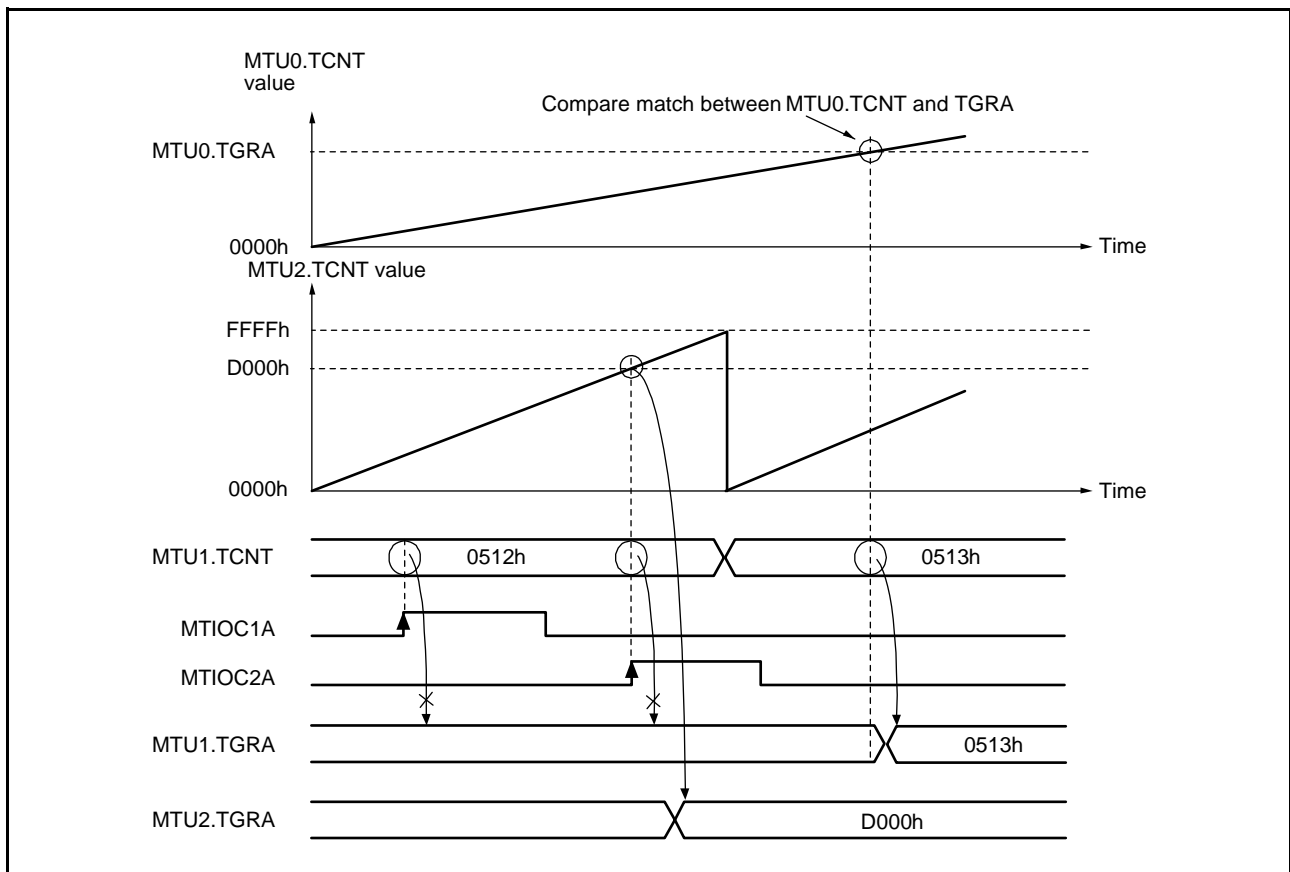 MTU0.TCNT
value
Compare match between MTU0.TCNT and TGRA
MTU0.TGRA
0000h
Time
MTU2.TCNT value
FFFFh
D000h
0000h
Time
MTU1.TCNT
0512h
0513h
MTIOC1A
MTIOC2A
MTU1.TGRA
0513h
MTU2.TGRA
D000h